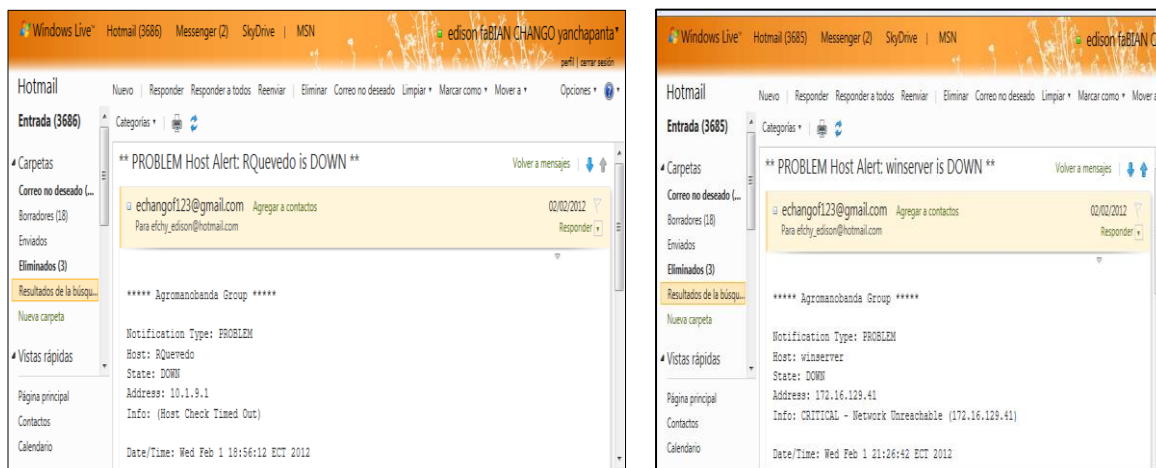 Windows Live™ Hotmail (3686) Messenger (2) SkyDrive | MSN
edison faBIAN CHANGO yanchapanta
perfil | cerrar sesión
Hotmail
Nuevo | Responder Responder a todos Reenviar | Eliminar Correo no deseado Limpiar Marcar como Mover a Opciones
Entrada (3686)
Categorías
Carpetas
Correo no deseado (...
Borradores (18)
Enviados
Eliminados (3)
Resultados de la búsqu...
Nueva carpeta
Vistas rápidas
Página principal
Contactos
Calendario
** PROBLEM Host Alert: RQuevedo is DOWN **
Volver a mensajes
echangof123@gmail.com Agregar a contactos
02/02/2012
Para efchy_edison@hotmail.com
Responder
***** Agromanobanda Group *****
Notification Type: PROBLEM
Host: RQuevedo
State: DOWN
Address: 10.1.9.1
Info: (Host Check Timed Out)
Date/Time: Wed Feb 1 18:56:12 ECT 2012
Windows Live™ Hotmail (3685) Messenger (2) SkyDrive | MSN
edison faBIAN C
Hotmail
Nuevo | Responder Responder a todos Reenviar | Eliminar Correo no deseado Limpiar Marcar como Mover a
Entrada (3685)
Categorías
Carpetas
Correo no deseado (...
Borradores (18)
Enviados
Eliminados (3)
Resultados de la búsqu...
Nueva carpeta
Vistas rápidas
Página principal
Contactos
Calendario
** PROBLEM Host Alert: winserver is DOWN **
Volver a mensajes
echangof123@gmail.com Agregar a contactos
02/02/2012
Para efchy_edison@hotmail.com
Responder
***** Agromanobanda Group *****
Notification Type: PROBLEM
Host: winserver
State: DOWN
Address: 172.16.129.41
Info: CRITICAL - Network Unreachable (172.16.129.41)
Date/Time: Wed Feb 1 21:26:42 ECT 2012